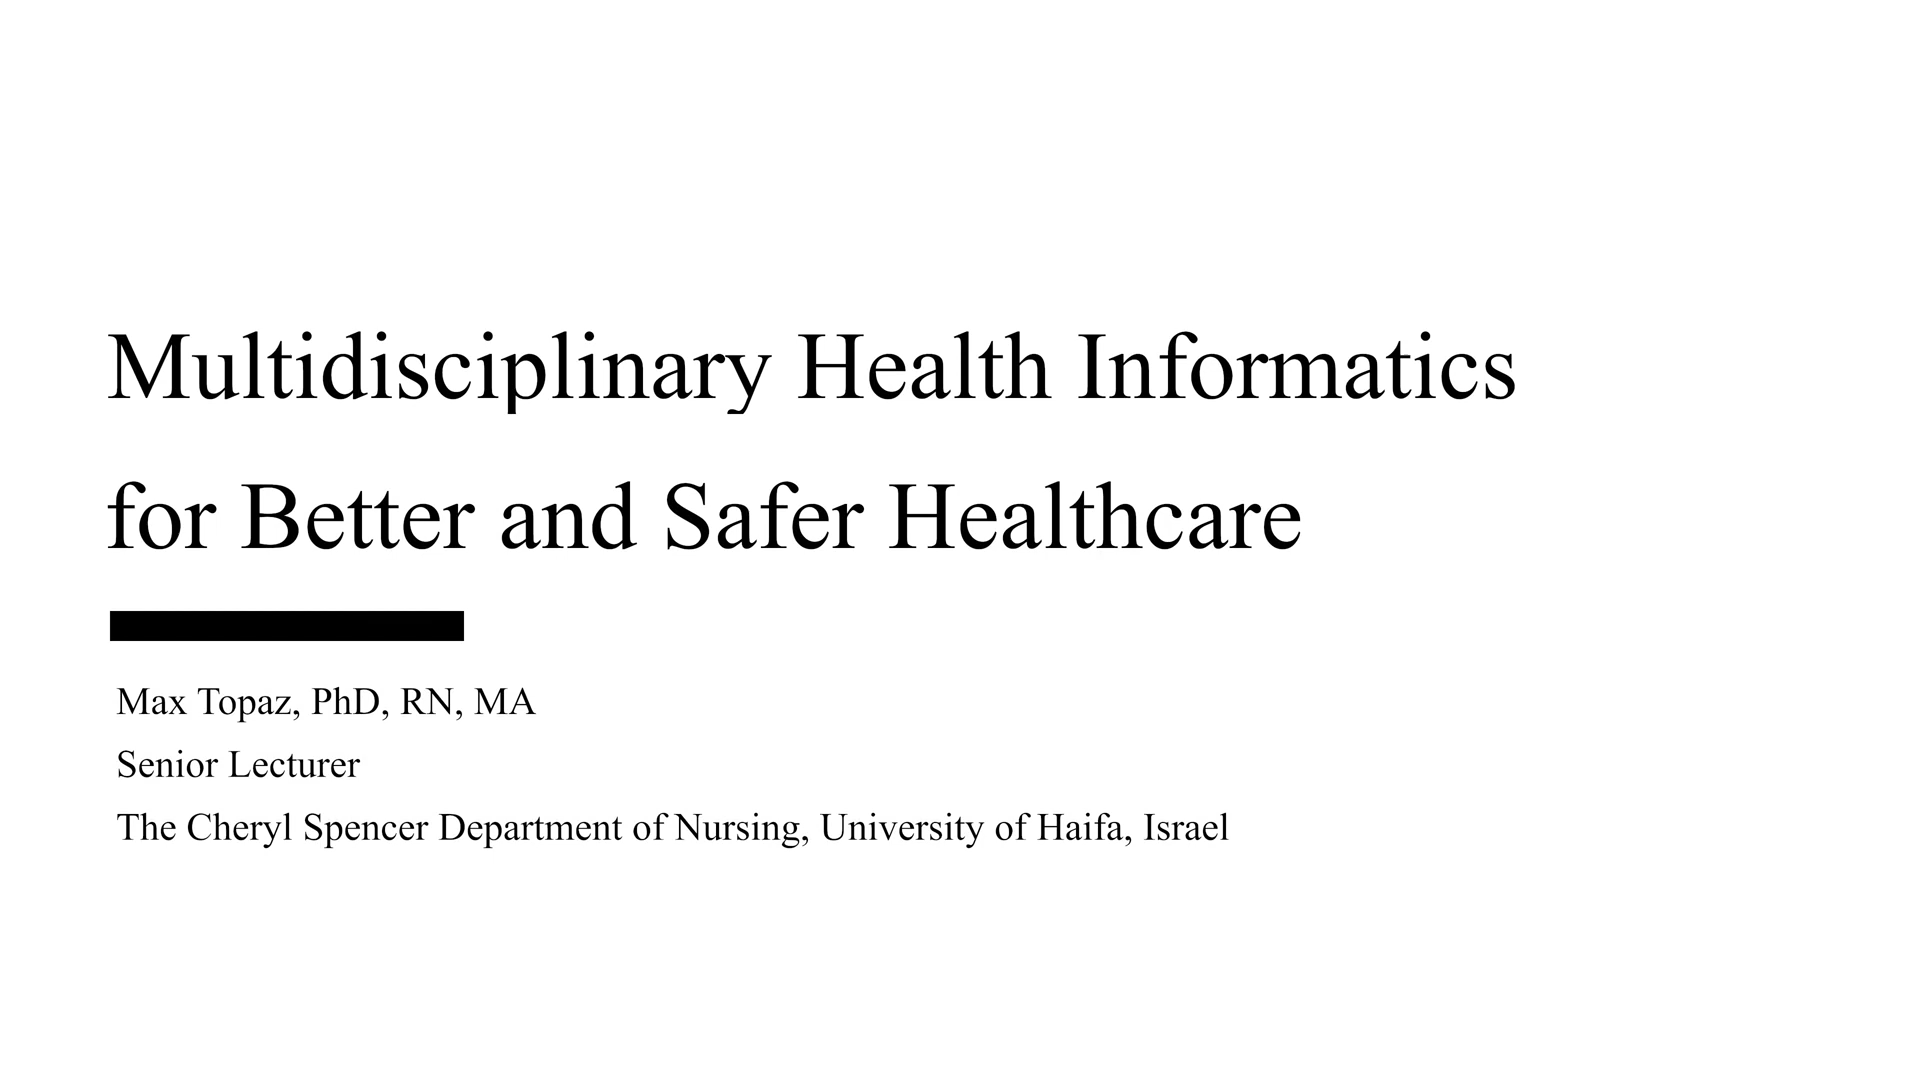 Multidisciplinary Health Informatics
for Better and Safer Healthcare
Max Topaz, PhD, RN, MA
Senior Lecturer
The Cheryl Spencer Department of Nursing, University of Haifa, Israel